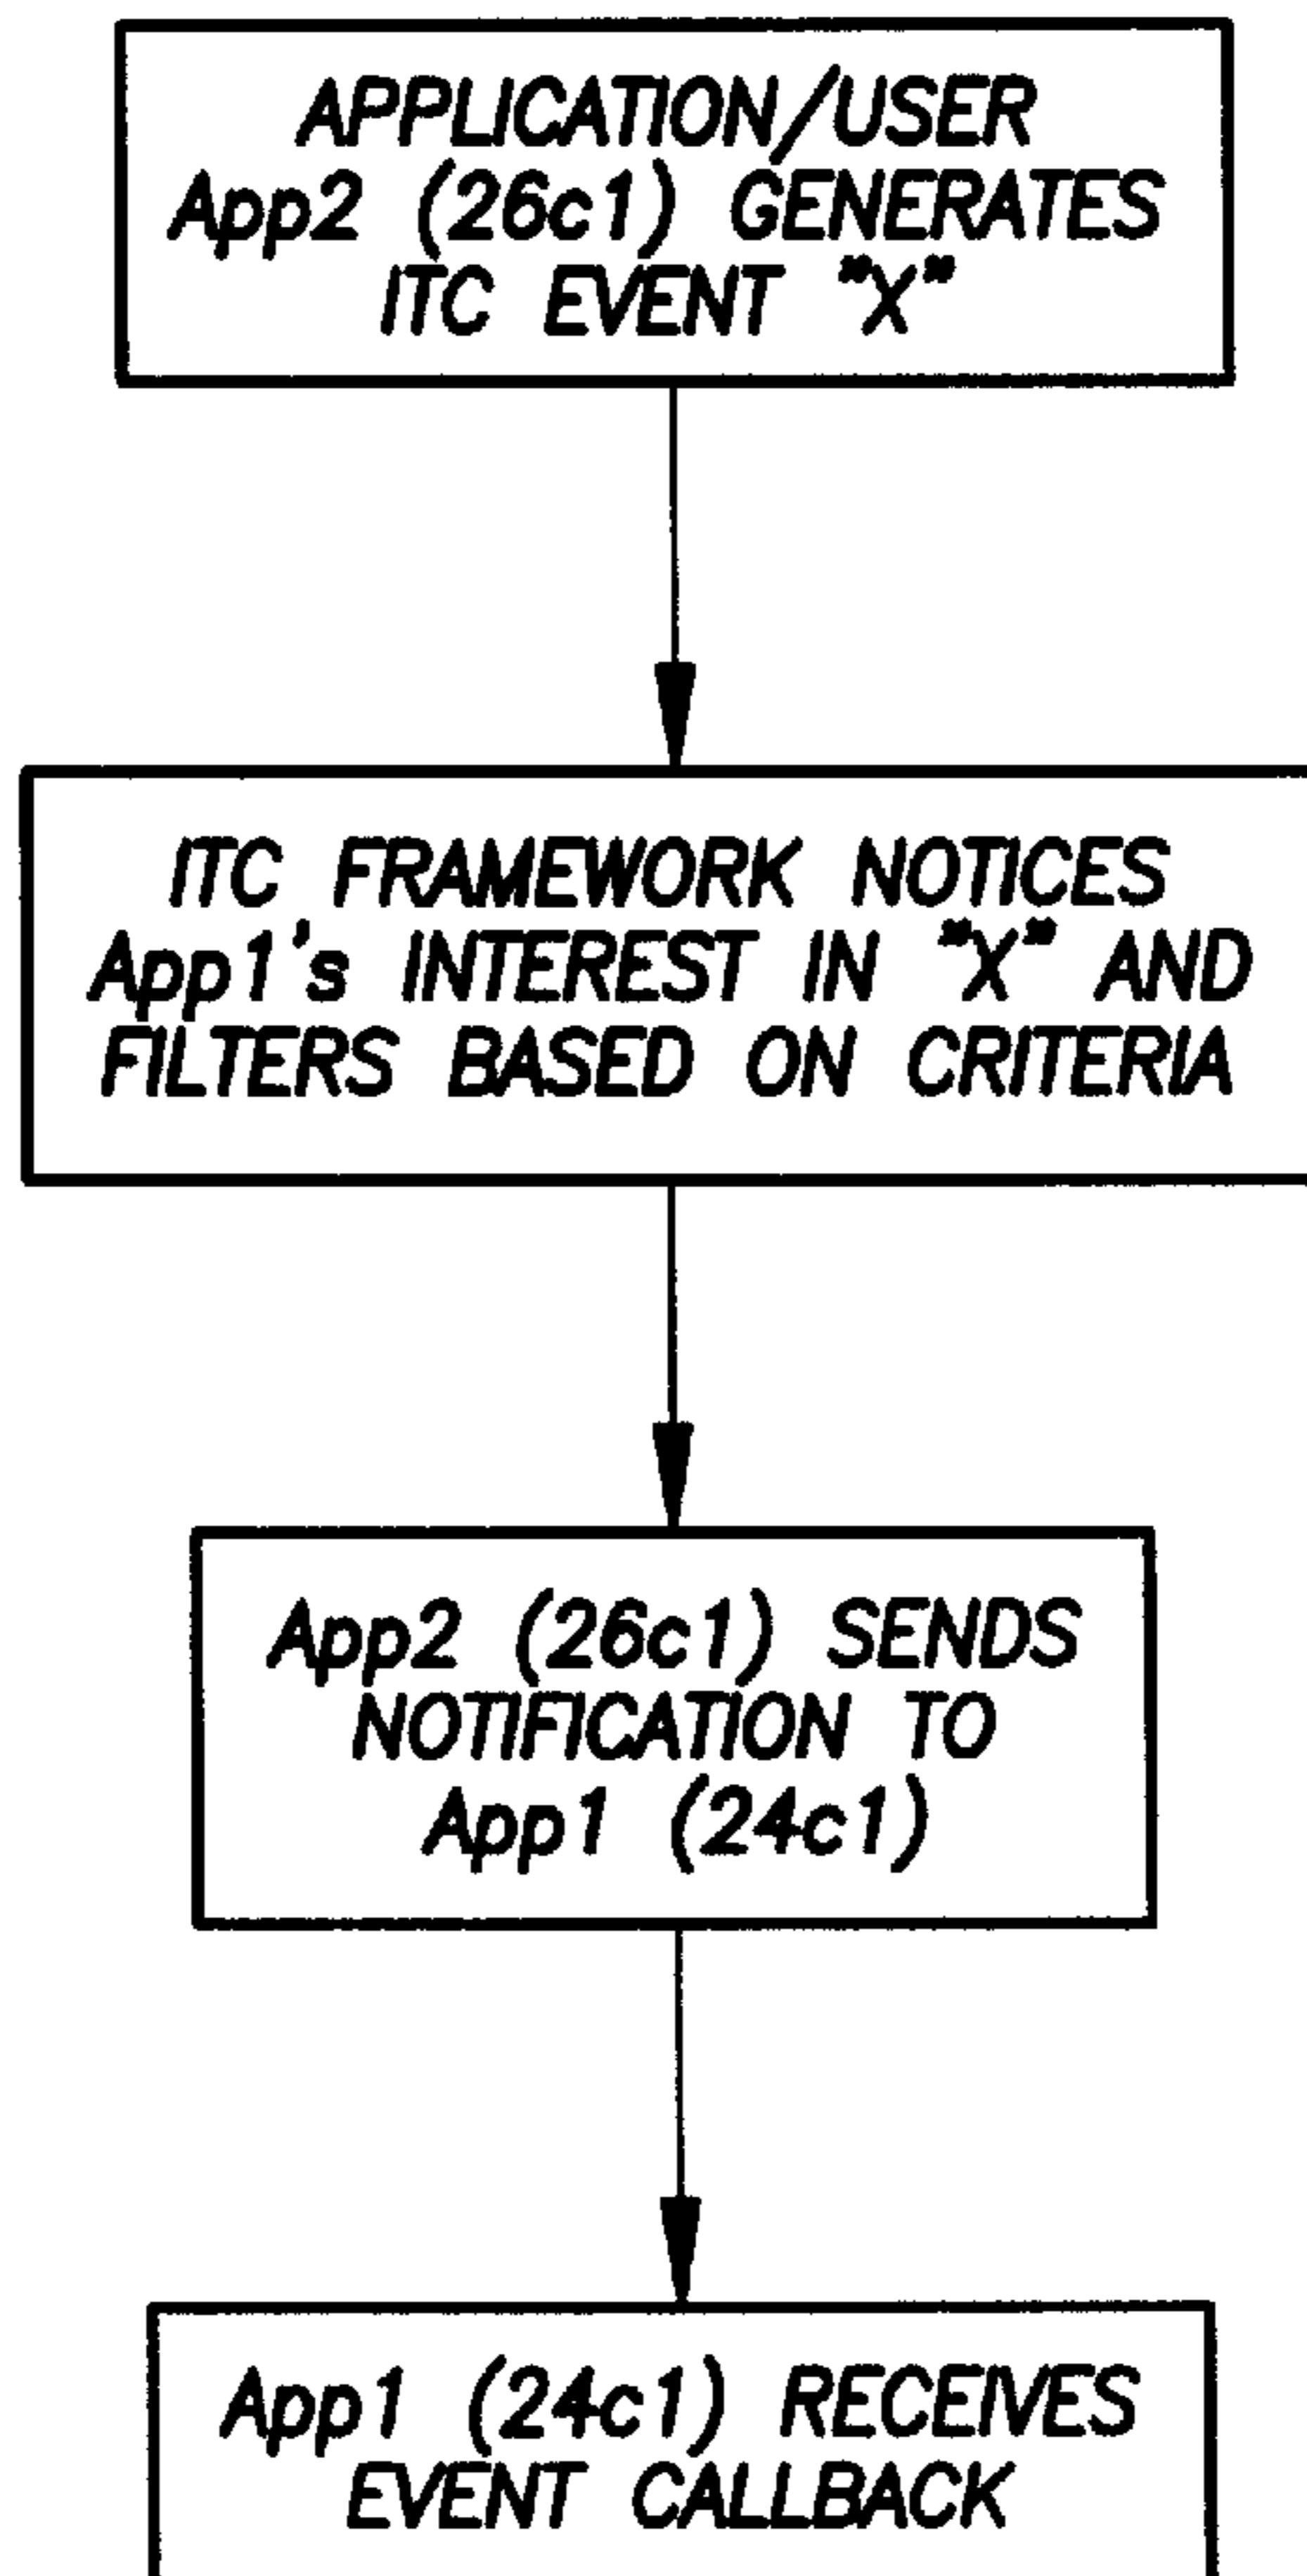 APPLICATION/USER
App2 (26c1) GENERATES
ITC EVENT "X"
ITC FRAMEWORK NOTICES
App1's INTEREST IN "X" AND
FILTERS BASED ON CRITERIA
App2 (26c1) SENDS
NOTIFICATION TO
App1 (24c1)
App1 (24c1) RECEIVES
EVENT CALLBACK